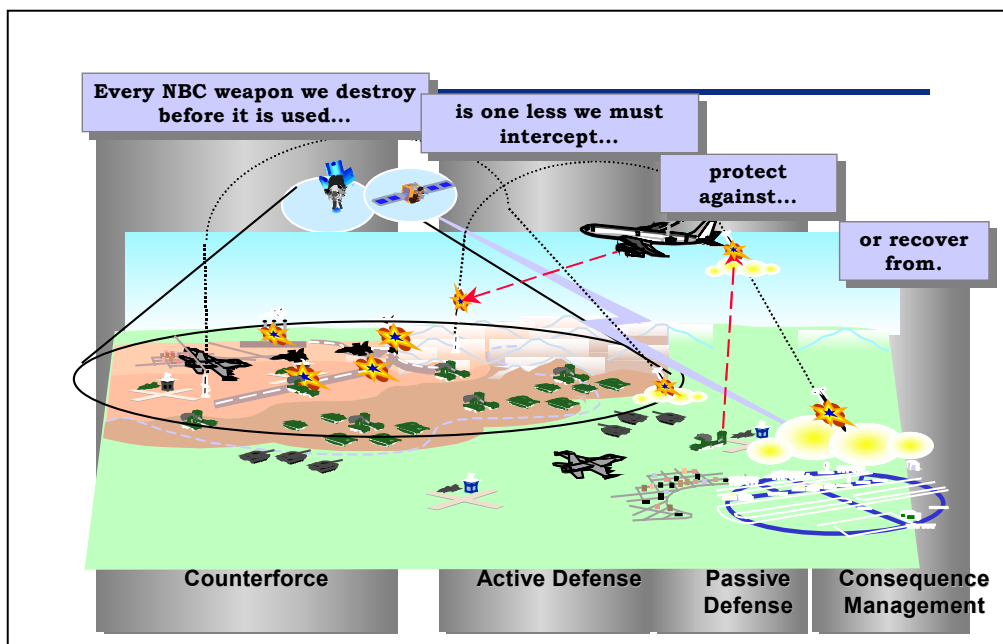 Every NBC weapon we destroy
before it is used...
is one less we must
intercept...
protect
against...
or recover
from.
Counterforce
Active Defense
Passive
Defense
Consequence
Management